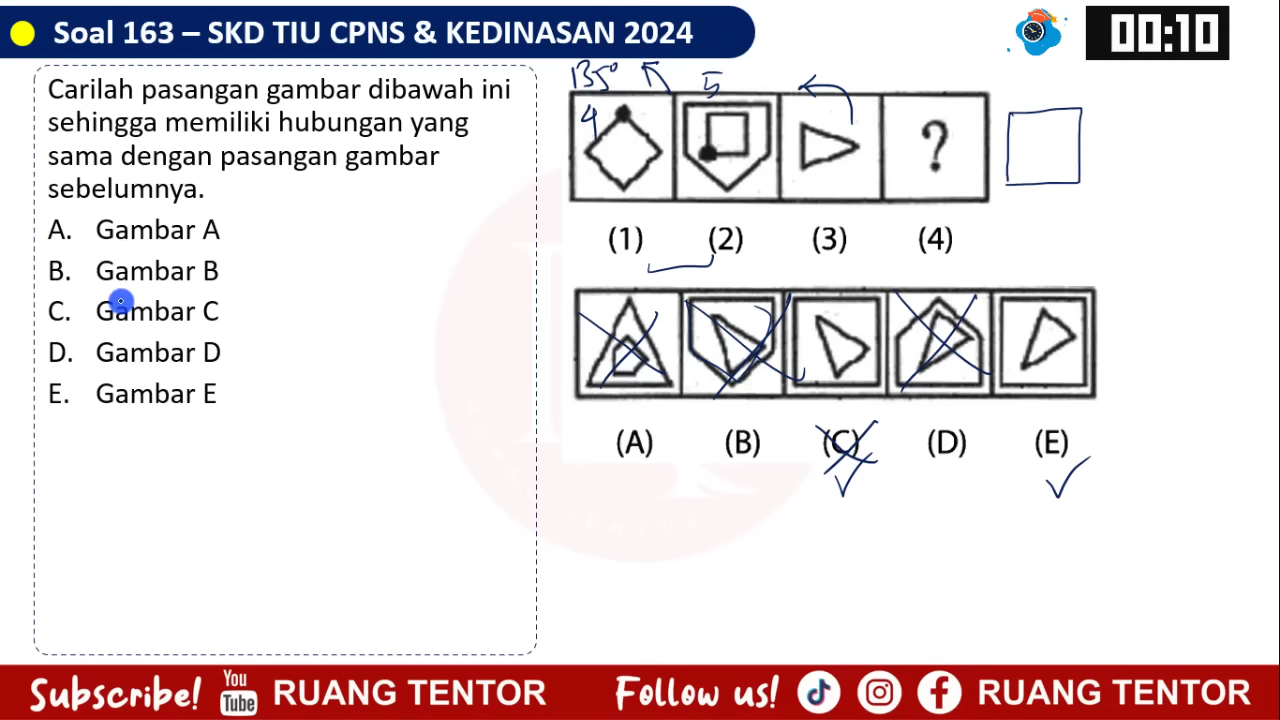 Soal 163 – SKD TIU CPNS & KEDINASAN 2024
00:10
Carilah pasangan gambar dibawah ini
sehingga memiliki hubungan yang
sama dengan pasangan gambar
sebelumnya.
A. Gambar A
B. Gambar B
C. Gambar C
D. Gambar D
E. Gambar E
135°
4
5
?
(1) (2) (3) (4)
(A) (B) (C) (D) (E)
Subscribe! You Tube RUANG TENTOR Follow us! RUANG TENTOR